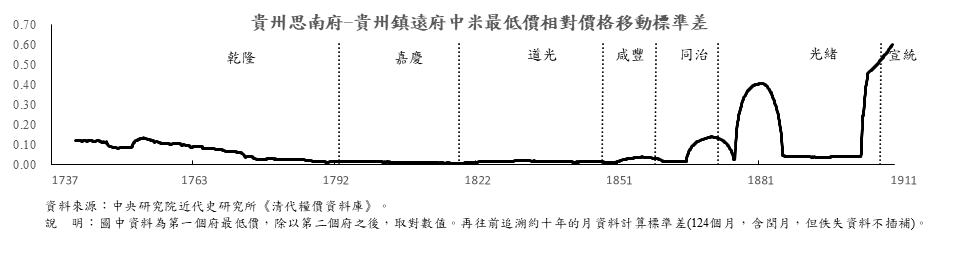 貴州思南府-貴州鎮遠府中米最低價相對價格移動標準差
0.70
0.60
0.50
0.40
0.30
0.20
0.10
0.00
乾隆 嘉慶 道光 咸豐 同治 光緒 宣統
1737 1763 1792 1822 1851 1881 1911
資料來源：中央研究院近代史研究所《清代糧價資料庫》。
說　明：圖中資料為第一個府最低價，除以第二個府之後，取對數值。再往前追溯約十年的月資料計算標準差(124個月，含閏月，但佚失資料不插補)。